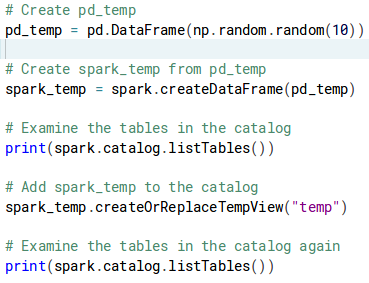 # Create pd_temp
pd_temp = pd.DataFrame(np.random.random(10))
# Create spark_temp from pd_temp
spark_temp = spark.createDataFrame(pd_temp)
# Examine the tables in the catalog
print(spark.catalog.listTables())
# Add spark_temp to the catalog
spark_temp.createOrReplaceTempView("temp")
# Examine the tables in the catalog again
print(spark.catalog.listTables())